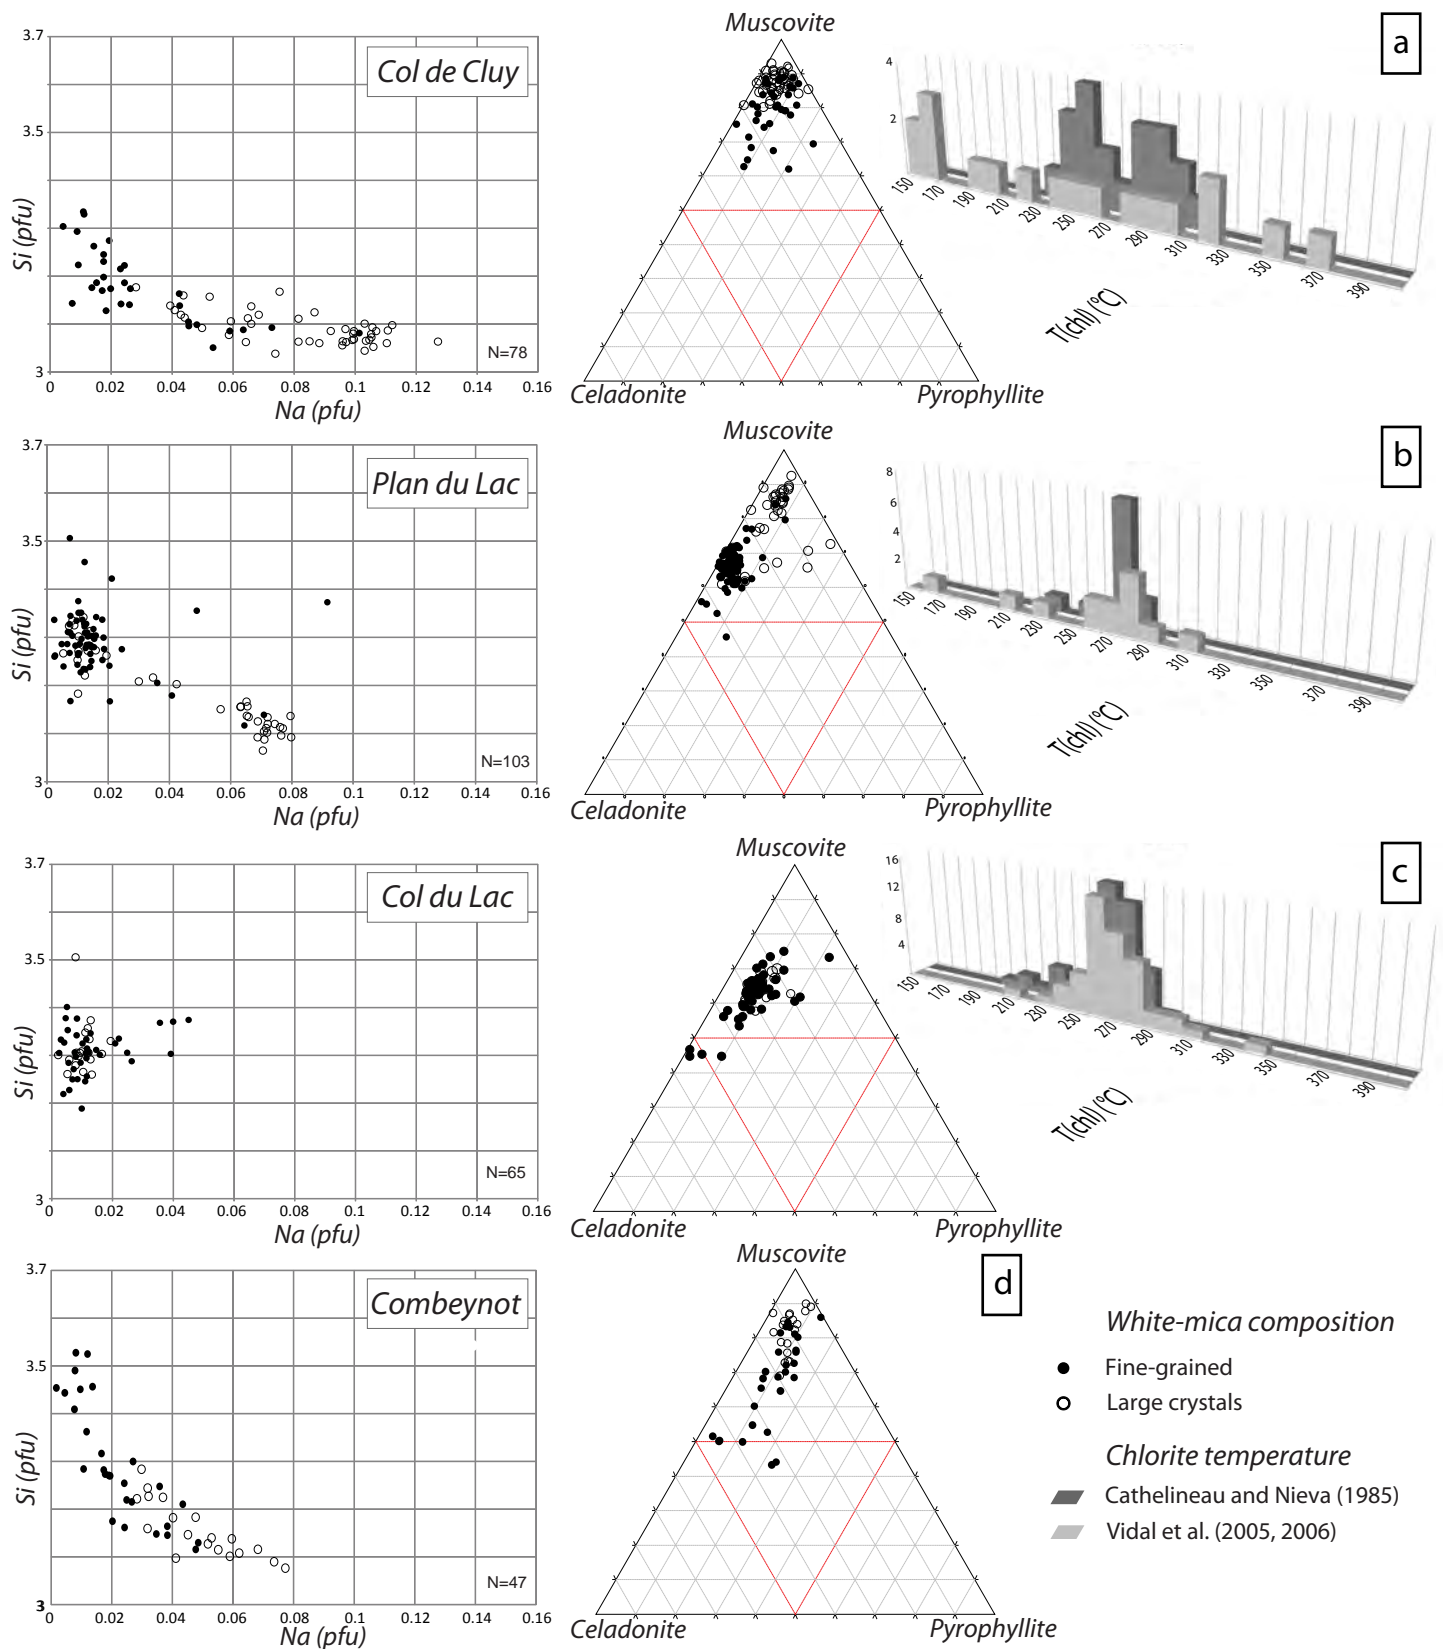 a
Col de Cluy
3.7
3.5
3
Si (pfu)
N=78
0 0.02 0.04 0.06 0.08 0.1 0.12 0.14 0.16
Na (pfu)
Muscovite
Celadonite
Pyrophyllite
4
2
150 170 190 210 230 250 270 290 310 330 350 370 390
T(chl) (°C)
b
Plan du Lac
3.7
3.5
3
Si (pfu)
N=103
0 0.02 0.04 0.06 0.08 0.1 0.12 0.14 0.16
Na (pfu)
Muscovite
Celadonite
Pyrophyllite
8
6
4
2
150 170 190 210 230 250 270 290 310 330 350 370 390
T(chl) (°C)
c
Col du Lac
3.7
3.5
3
Si (pfu)
N=65
0 0.02 0.04 0.06 0.08 0.1 0.12 0.14 0.16
Na (pfu)
Muscovite
Celadonite
Pyrophyllite
16
12
8
4
150 170 190 210 230 250 270 290 310 330 350 370 390
T(chl) (°C)
d
Combeynot
3.7
3.5
3
Si (pfu)
N=47
0 0.02 0.04 0.06 0.08 0.1 0.12 0.14 0.16
Na (pfu)
Muscovite
Celadonite
Pyrophyllite
White-mica composition
Fine-grained
Large crystals
Chlorite temperature
Cathelineau and Nieva (1985)
Vidal et al. (2005, 2006)